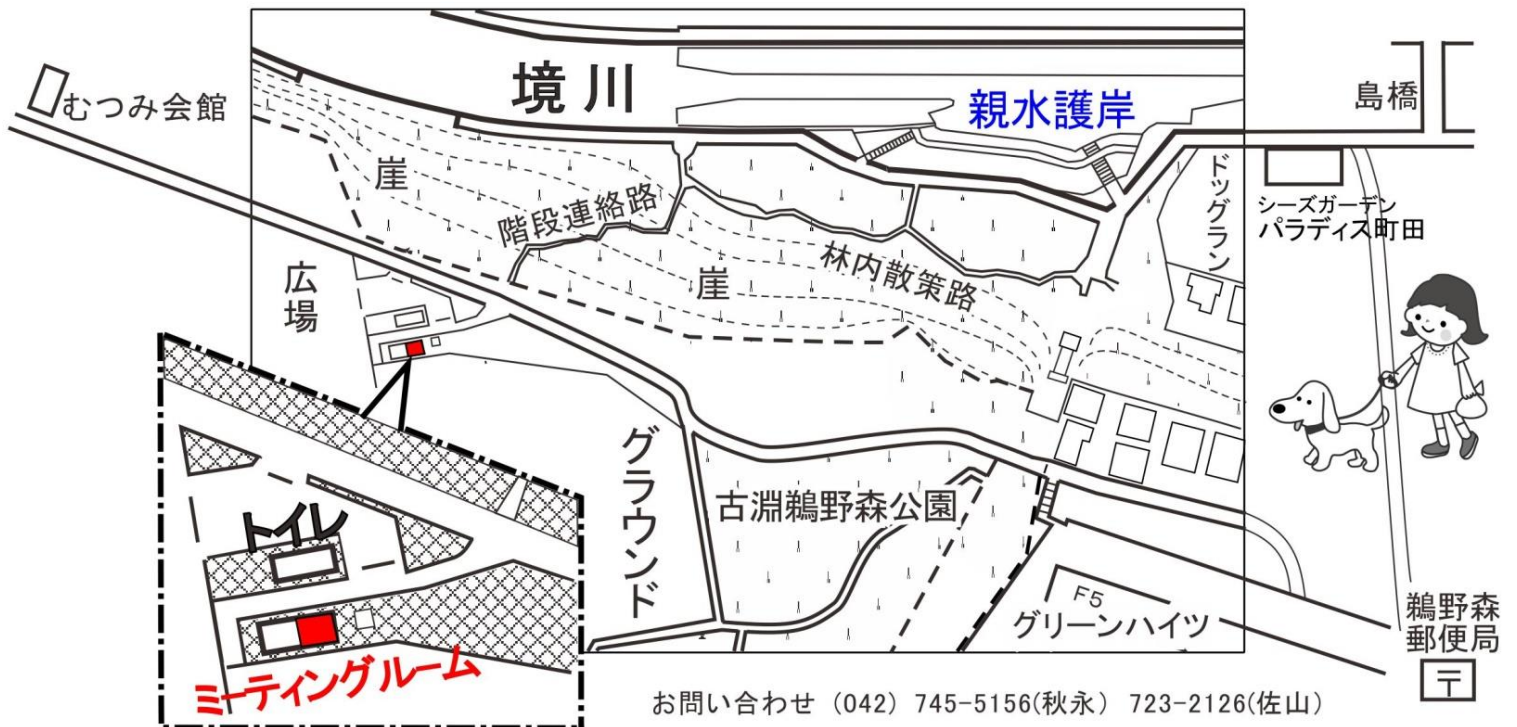 境川
親水護岸
島橋
むつみ会館
崖
階段連絡路
ドッグラン
シーズガーデン
パラディス町田
林内散策路
崖
広場
グラウンド
古淵鵜野森公園
トイレ
ミーティングルーム
F5
グリーンハイツ
鵜野森
郵便局
〒
お問い合わせ (042) 745-5156(秋永) 723-2126(佐山)